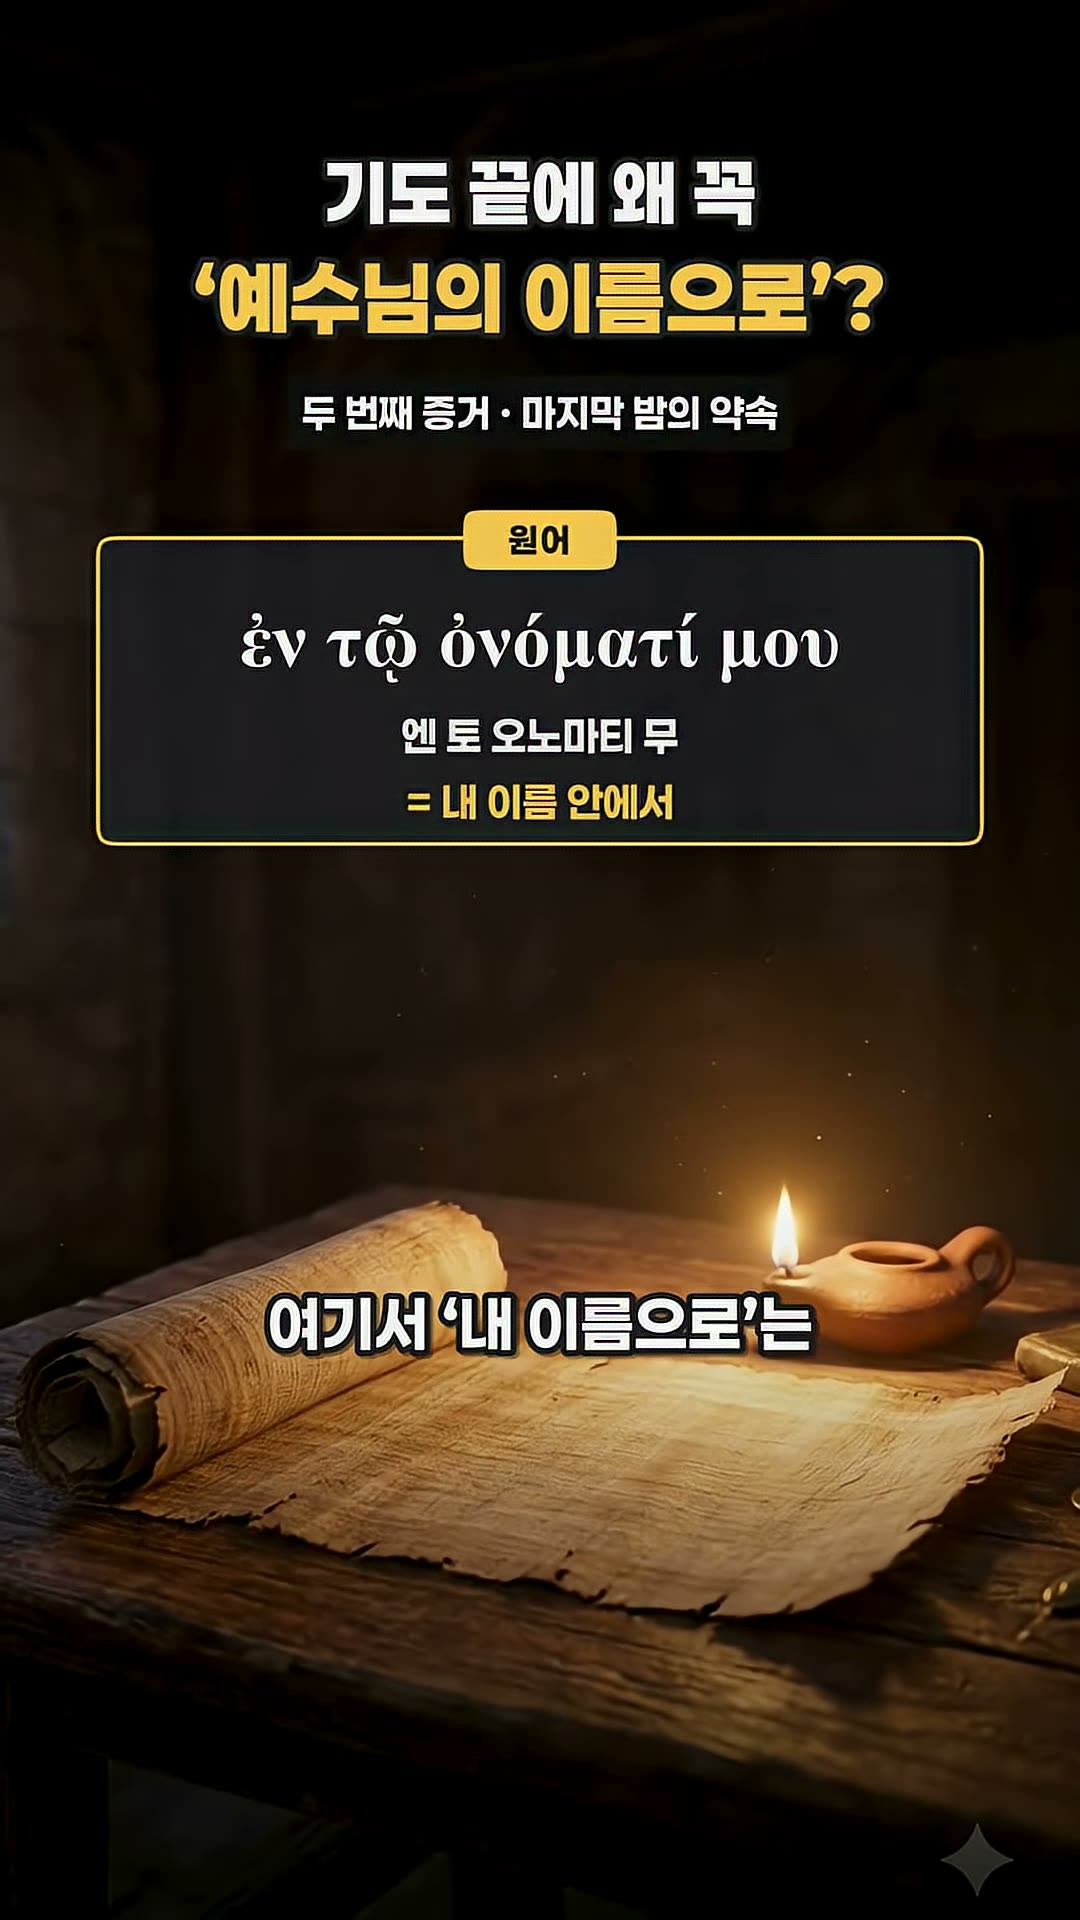 기도 끝에 왜 꼭
‘예수님의 이름으로’?
두 번째 증거 · 마지막 밤의 약속
원어
ἐν τῷ ὀνόματί μου
엔 토 오노마티 무
= 내 이름 안에서
여기서 ‘내 이름으로’는